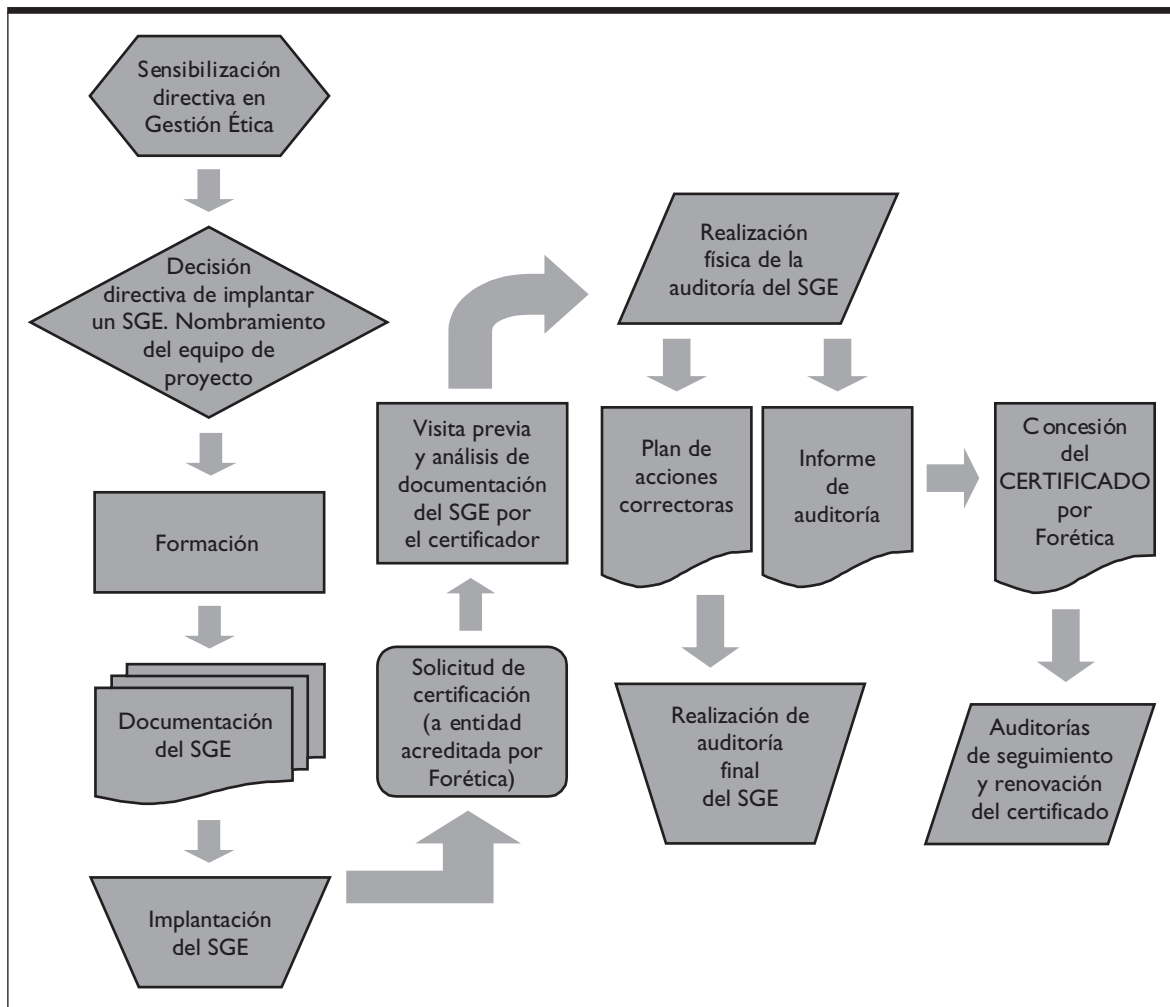 Sensibilización
directiva en
Gestión Ética
Decisión
directiva de implantar
un SGE. Nombramiento
del equipo de
proyecto
Formación
Documentación
del SGE
Implantación
del SGE
Solicitud de
certificación
(a entidad
acreditada por
Forética)
Visita previa
y análisis de
documentación
del SGE por
el certificador
Realización
física de la
auditoría del SGE
Plan de
acciones
correctoras
Informe
de
auditoría
Concesión
del
CERTIFICADO
por
Forética
Realización de
auditoría
final
del SGE
Auditorías
de seguimiento
y renovación
del certificado